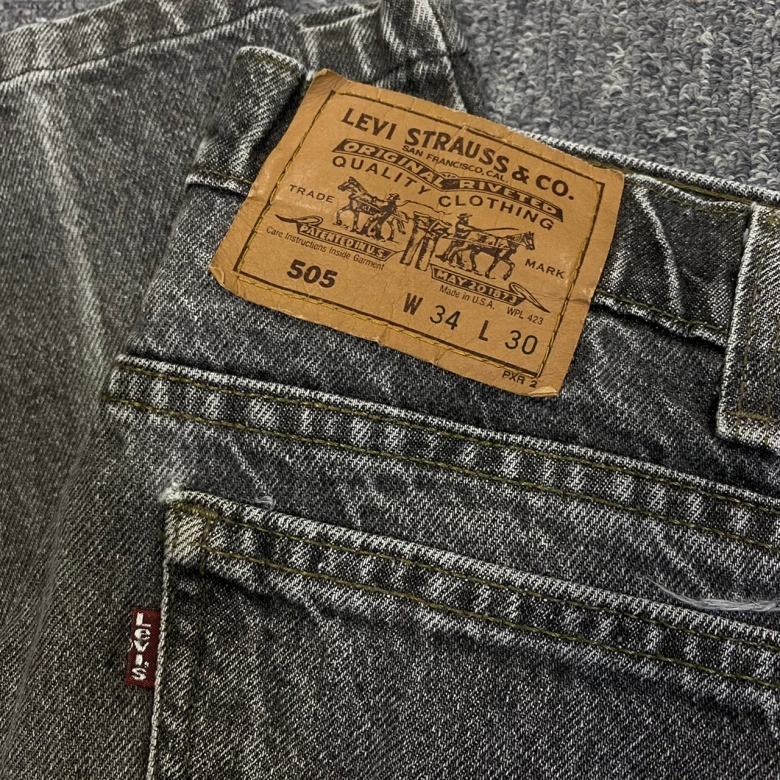 LEVI STRAUSS & CO.
SAN FRANCISCO, CAL.
ORIGINAL RIVETED
QUALITY CLOTHING
TRADE MARK
PATENTED IN U.S. MAY 20 1873
Care Instructions Inside Garment
Made in U.S.A. WPL 423
505
W 34 L 30
PXR 2
LEVI'S